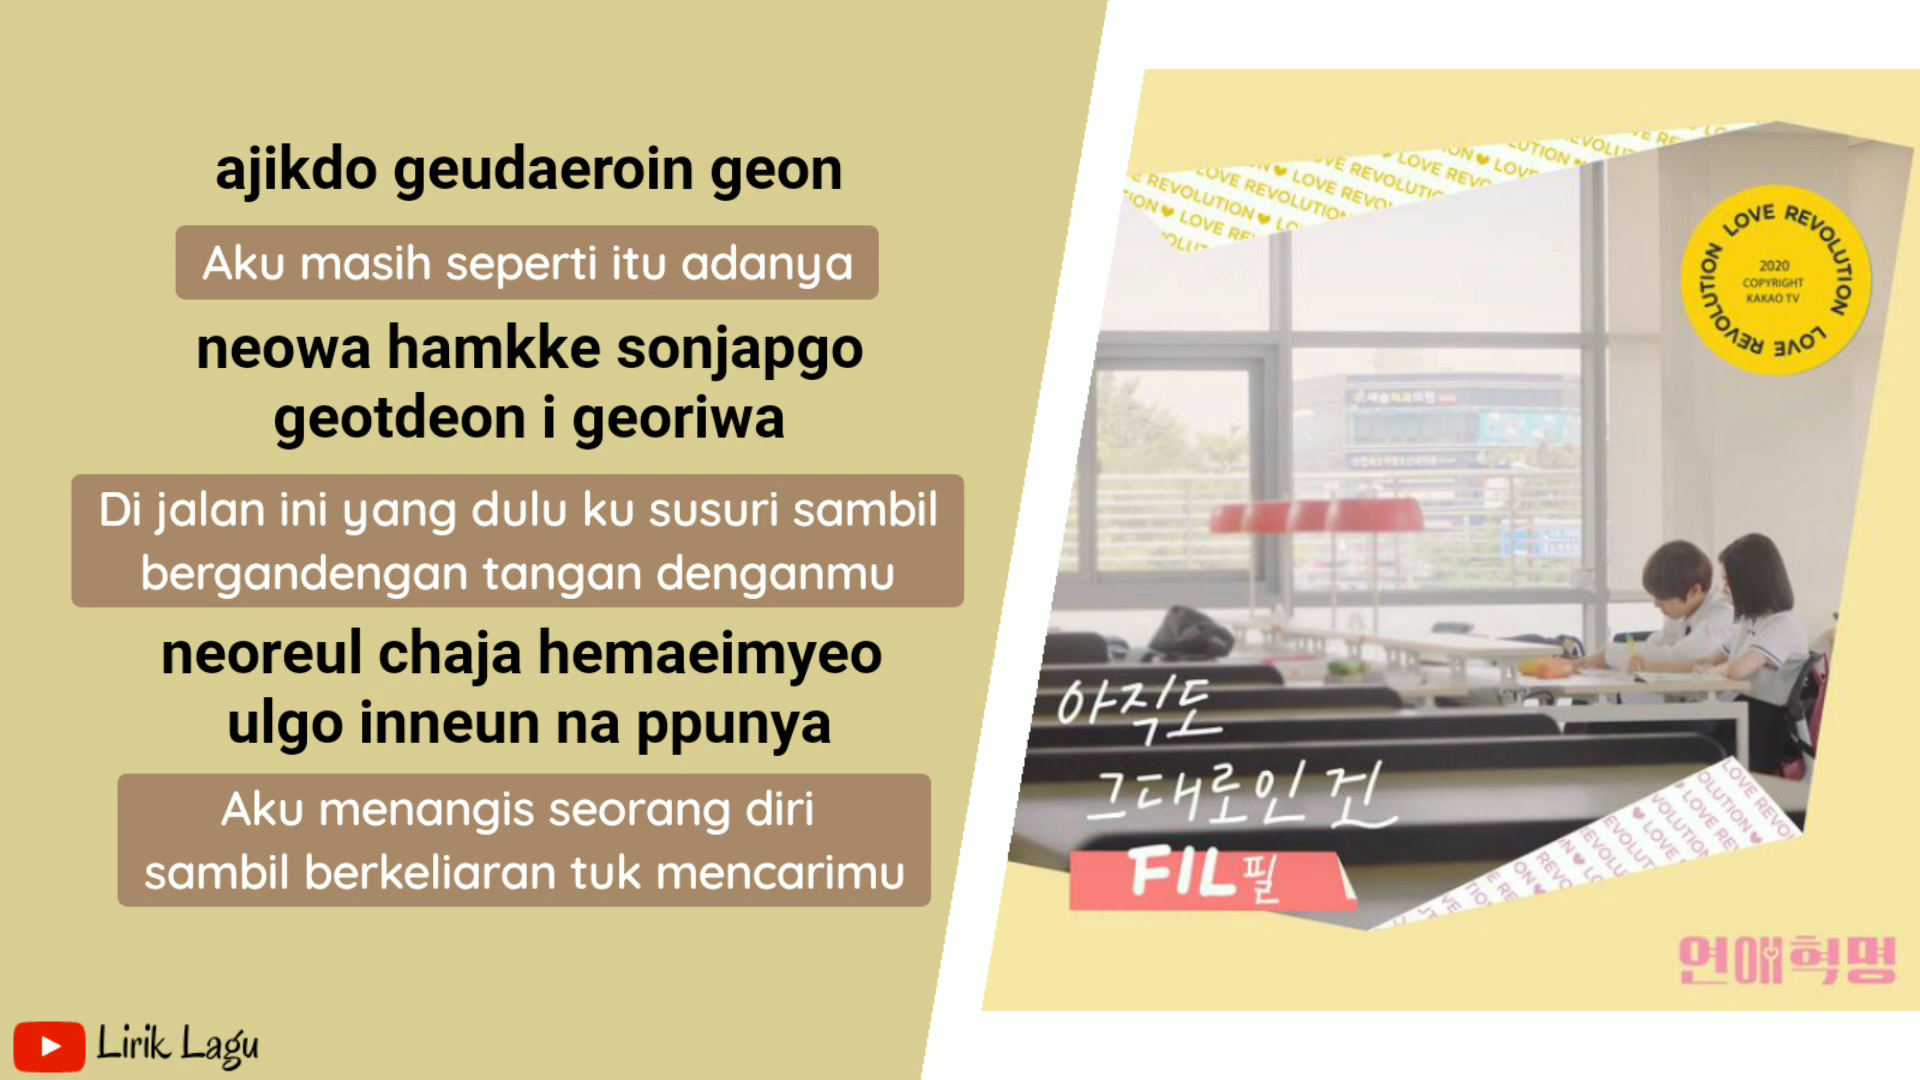 ajikdo geudaeroin geon
Aku masih seperti itu adanya
neowa hamkke sonjapgo
geotdeon i georiwa
Di jalan ini yang dulu ku susuri sambil
bergandengan tangan denganmu
neoreul chaja hemaeimyeo
ulgo inneun na ppunya
Aku menangis seorang diri
sambil berkeliaran tuk mencarimu
Lirik Lagu
LOVE REVOLUTION LOVE REVOLUTION
2020
COPYRIGHT
KAKAO TV
아직도
그대로인 건
FIL 필
연애혁명